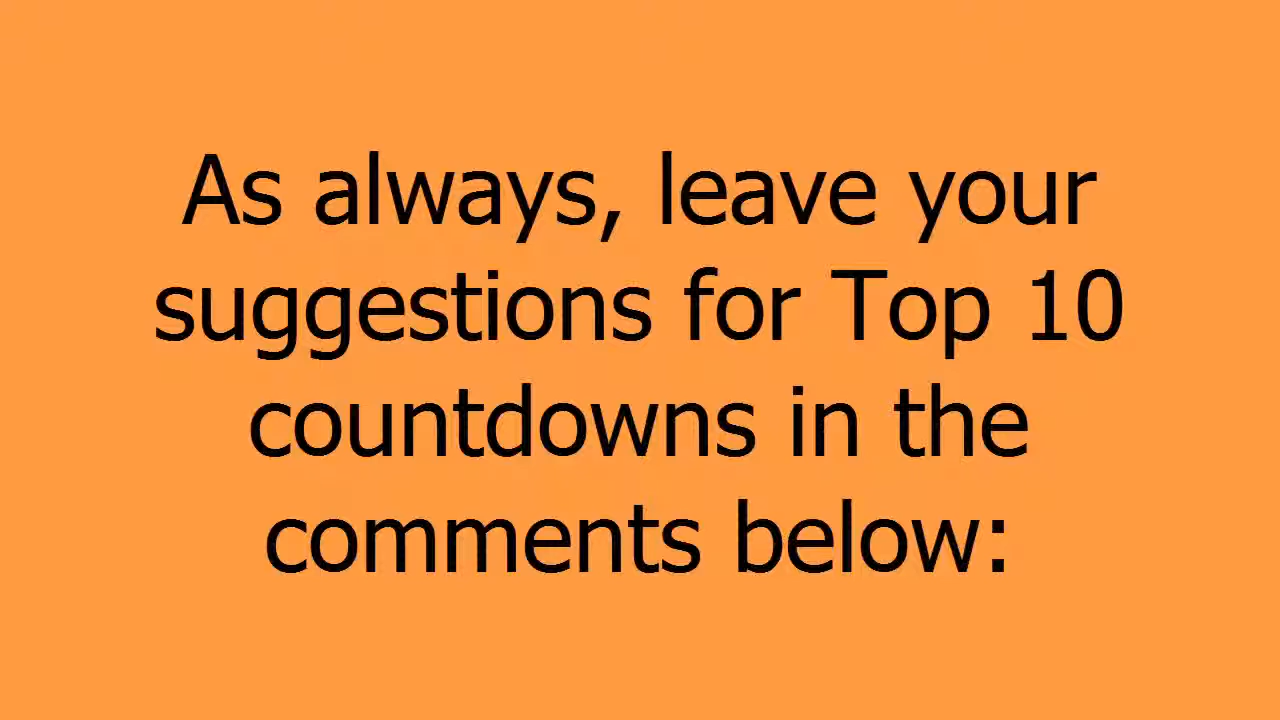 As always, leave your
suggestions for Top 10
countdowns in the
comments below: